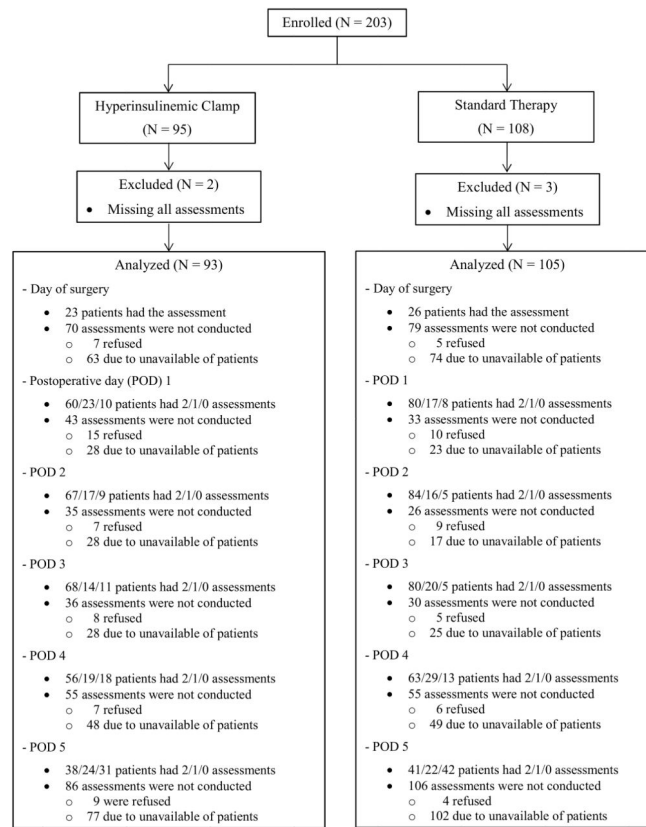 Enrolled (N = 203)
Hyperinsulinemic Clamp
(N = 95)
Standard Therapy
(N = 108)
Excluded (N = 2)
• Missing all assessments
Excluded (N = 3)
• Missing all assessments
Analyzed (N = 93)
- Day of surgery
• 23 patients had the assessment
• 70 assessments were not conducted
o 7 refused
o 63 due to unavailable of patients
- Postoperative day (POD) 1
• 60/23/10 patients had 2/1/0 assessments
• 43 assessments were not conducted
o 15 refused
o 28 due to unavailable of patients
- POD 2
• 67/17/9 patients had 2/1/0 assessments
• 35 assessments were not conducted
o 7 refused
o 28 due to unavailable of patients
- POD 3
• 68/14/11 patients had 2/1/0 assessments
• 36 assessments were not conducted
o 8 refused
o 28 due to unavailable of patients
- POD 4
• 56/19/18 patients had 2/1/0 assessments
• 55 assessments were not conducted
o 7 refused
o 48 due to unavailable of patients
- POD 5
• 38/24/31 patients had 2/1/0 assessments
• 86 assessments were not conducted
o 9 were refused
o 77 due to unavailable of patients
Analyzed (N = 105)
- Day of surgery
• 26 patients had the assessment
• 79 assessments were not conducted
o 5 refused
o 74 due to unavailable of patients
- POD 1
• 80/17/8 patients had 2/1/0 assessments
• 33 assessments were not conducted
o 10 refused
o 23 due to unavailable of patients
- POD 2
• 84/16/5 patients had 2/1/0 assessments
• 26 assessments were not conducted
o 9 refused
o 17 due to unavailable of patients
- POD 3
• 80/20/5 patients had 2/1/0 assessments
• 30 assessments were not conducted
o 5 refused
o 25 due to unavailable of patients
- POD 4
• 63/29/13 patients had 2/1/0 assessments
• 55 assessments were not conducted
o 6 refused
o 49 due to unavailable of patients
- POD 5
• 41/22/42 patients had 2/1/0 assessments
• 106 assessments were not conducted
o 4 refused
o 102 due to unavailable of patients